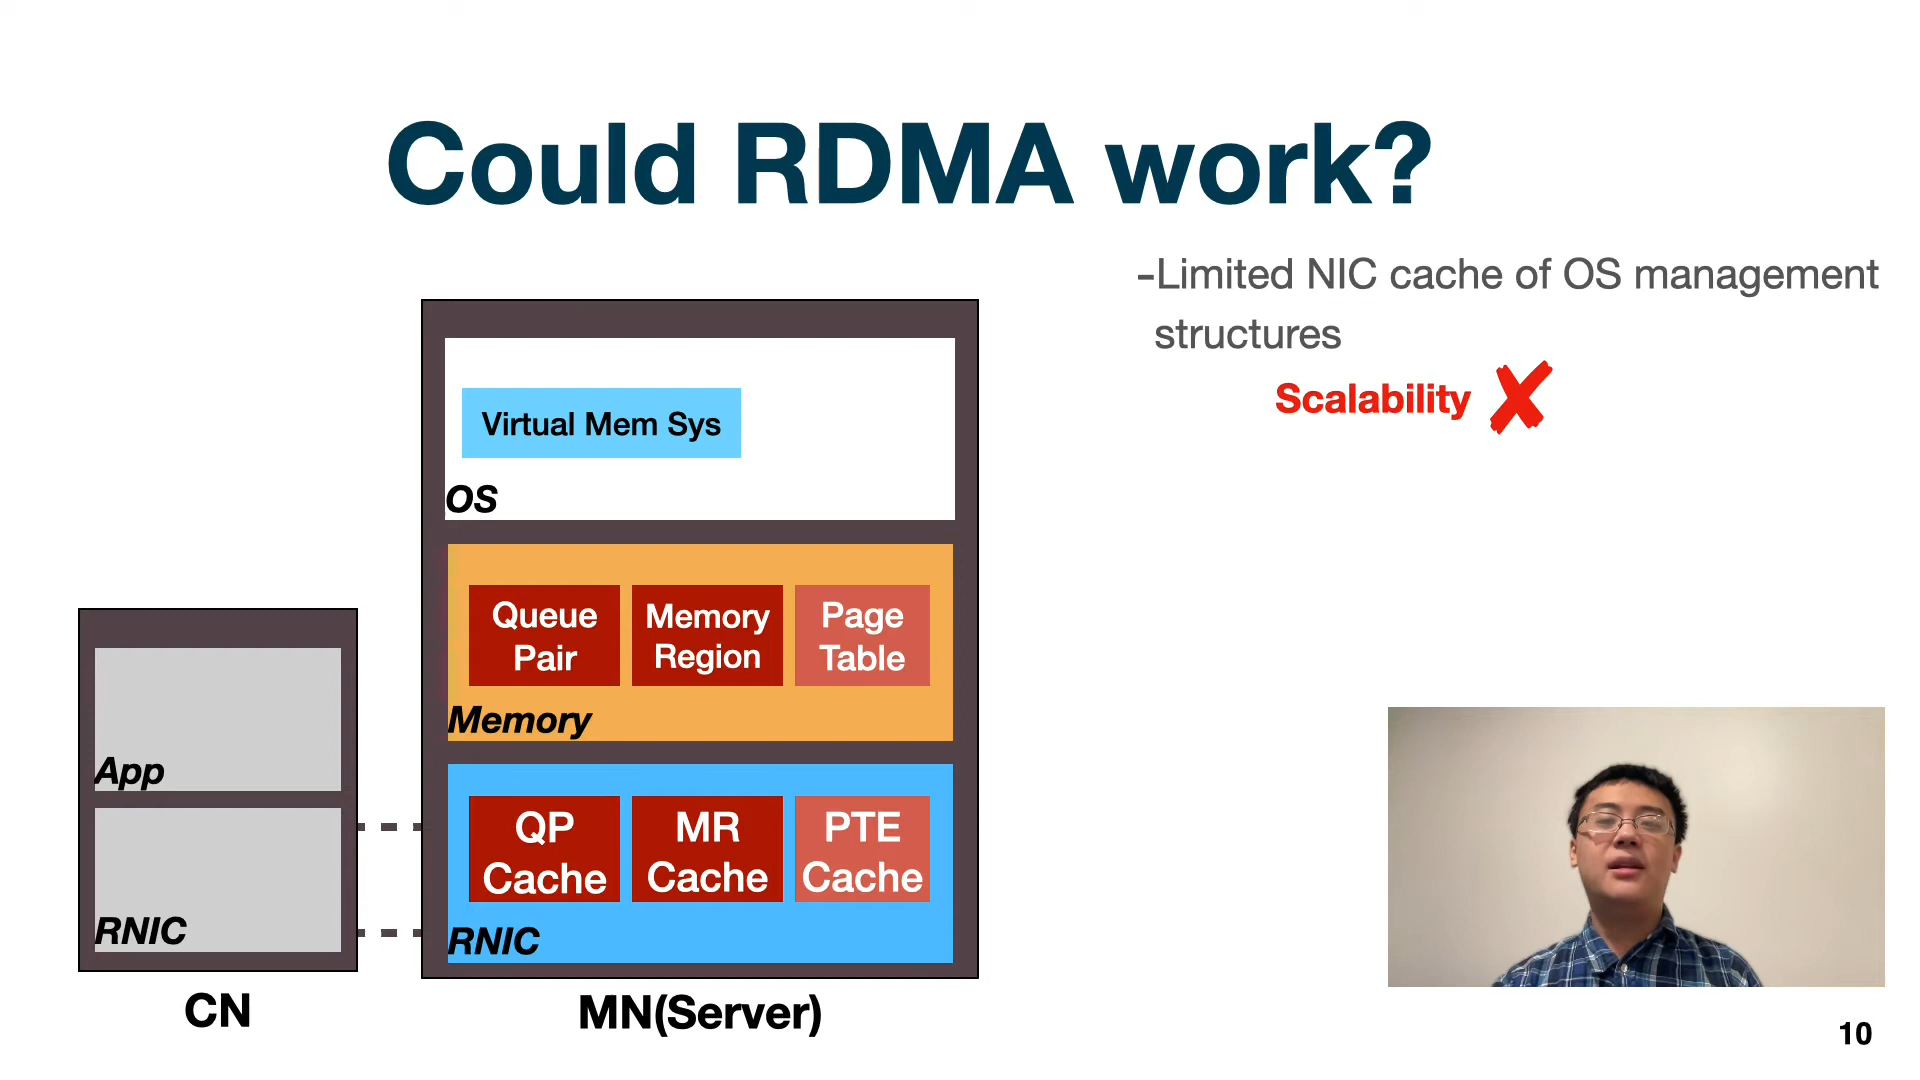 Could RDMA work?
-Limited NIC cache of OS management
structures
Scalability
Virtual Mem Sys
OS
Queue
Pair
Memory
Region
Page
Table
Memory
App
QP
Cache
MR
Cache
PTE
Cache
RNIC
RNIC
CN
MN(Server)
10